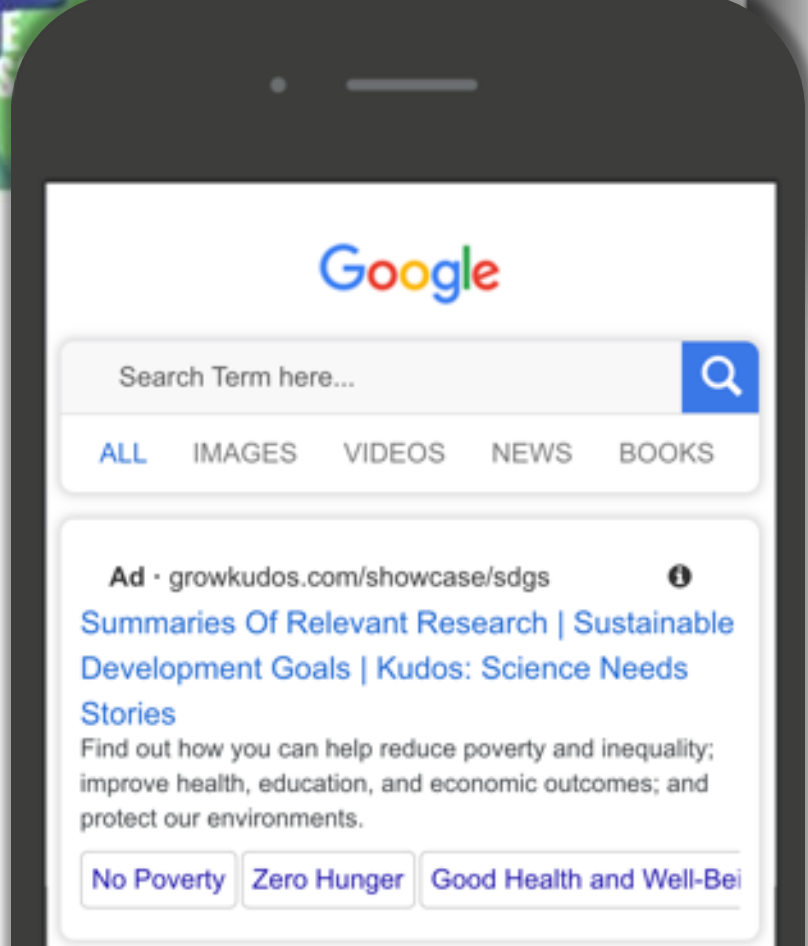 Google
Search Term here...
ALL IMAGES VIDEOS NEWS BOOKS
Ad · growkudos.com/showcase/sdgs
Summaries Of Relevant Research | Sustainable
Development Goals | Kudos: Science Needs
Stories
Find out how you can help reduce poverty and inequality;
improve health, education, and economic outcomes; and
protect our environments.
No Poverty Zero Hunger Good Health and Well-Bei